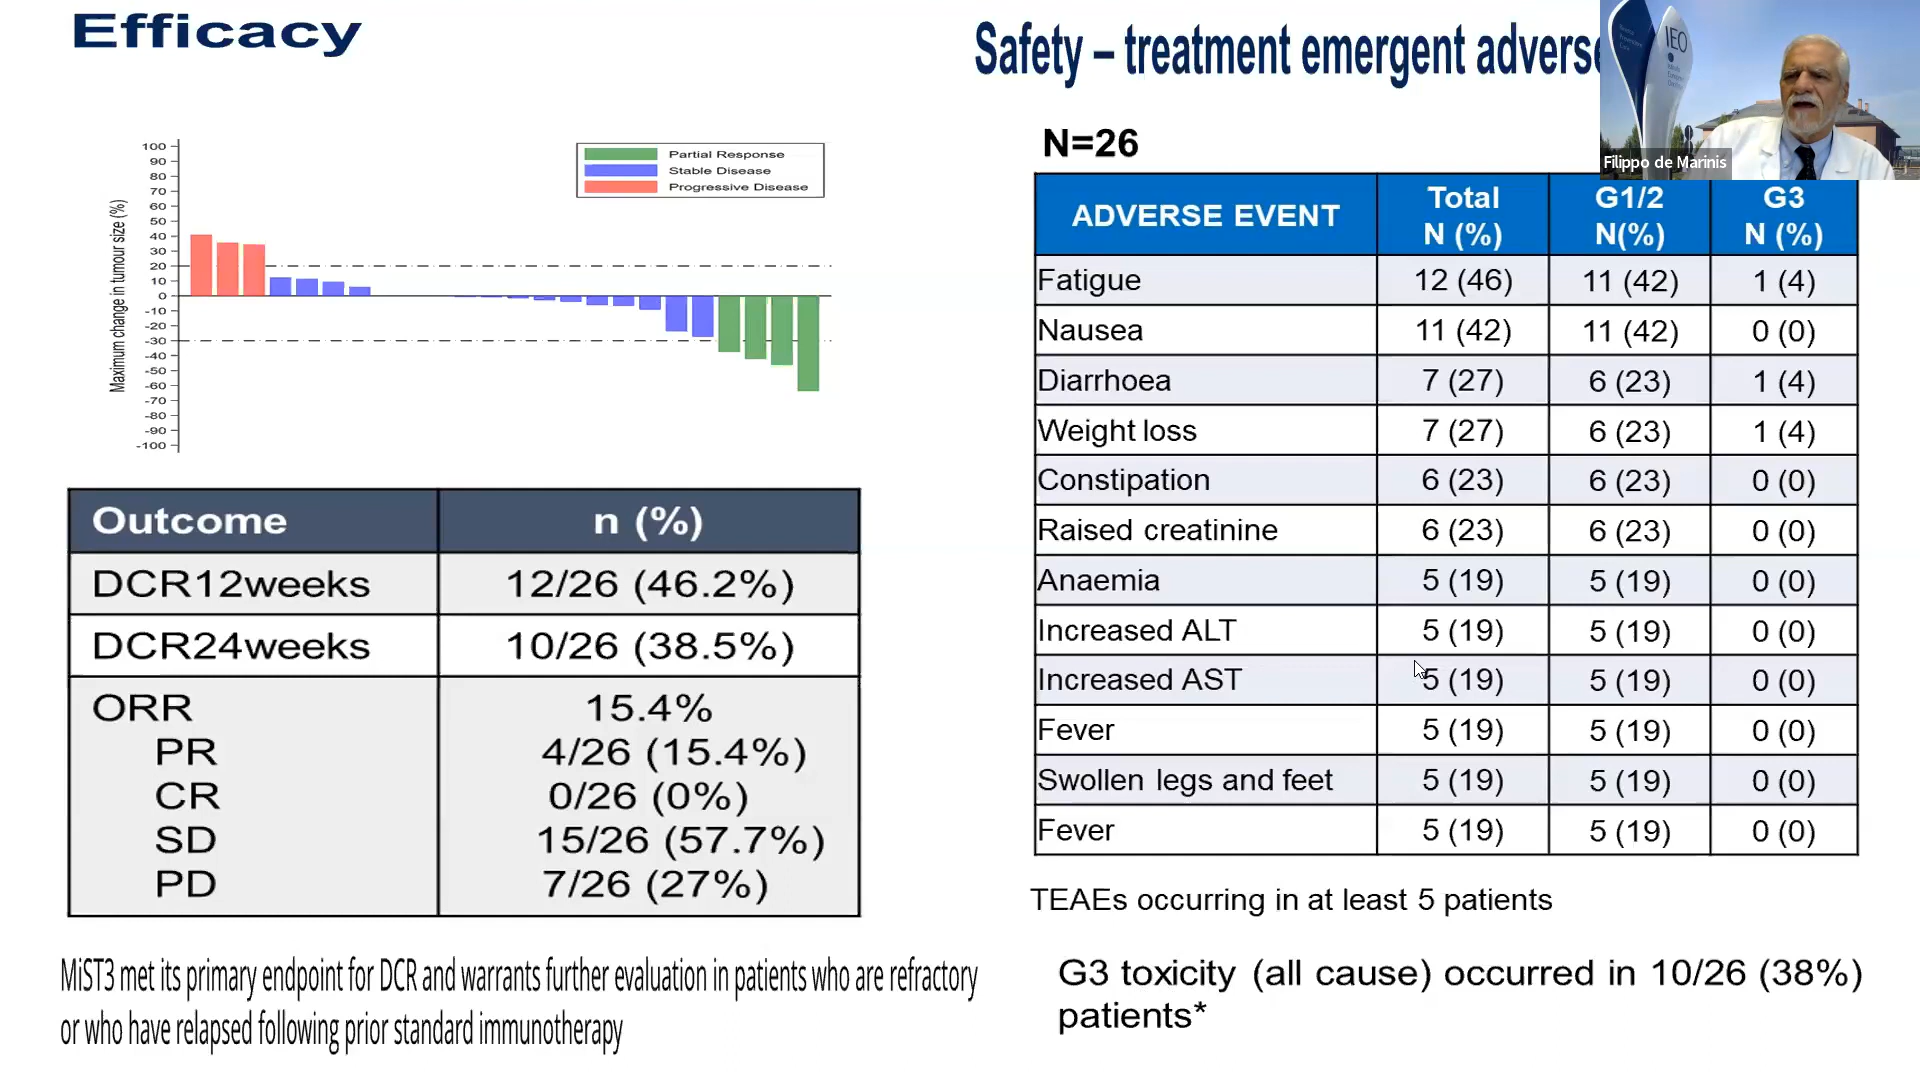 Efficacy
100
90
80
70
60
50
40
30
20
10
0
-10
-20
-30
-40
-50
-60
-70
-80
-90
-100
Maximum change in tumour size (%)
Partial Response
Stable Disease
Progressive Disease
Outcome n (%)
DCR12weeks 12/26 (46.2%)
DCR24weeks 10/26 (38.5%)
ORR 15.4%
PR 4/26 (15.4%)
CR 0/26 (0%)
SD 15/26 (57.7%)
PD 7/26 (27%)
MiST3 met its primary endpoint for DCR and warrants further evaluation in patients who are refractory
or who have relapsed following prior standard immunotherapy
Safety – treatment emergent adverse
IEO
Filippo de Marinis
N=26
ADVERSE EVENT Total N (%) G1/2 N(%) G3 N (%)
Fatigue 12 (46) 11 (42) 1 (4)
Nausea 11 (42) 11 (42) 0 (0)
Diarrhoea 7 (27) 6 (23) 1 (4)
Weight loss 7 (27) 6 (23) 1 (4)
Constipation 6 (23) 6 (23) 0 (0)
Raised creatinine 6 (23) 6 (23) 0 (0)
Anaemia 5 (19) 5 (19) 0 (0)
Increased ALT 5 (19) 5 (19) 0 (0)
Increased AST 5 (19) 5 (19) 0 (0)
Fever 5 (19) 5 (19) 0 (0)
Swollen legs and feet 5 (19) 5 (19) 0 (0)
Fever 5 (19) 5 (19) 0 (0)
TEAEs occurring in at least 5 patients
G3 toxicity (all cause) occurred in 10/26 (38%)
patients*